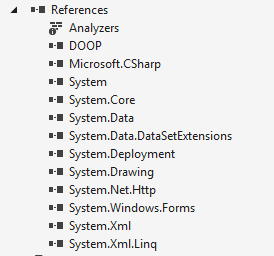 References
Analyzers
DOOP
Microsoft.CSharp
System
System.Core
System.Data
System.Data.DataSetExtensions
System.Deployment
System.Drawing
System.Net.Http
System.Windows.Forms
System.Xml
System.Xml.Linq